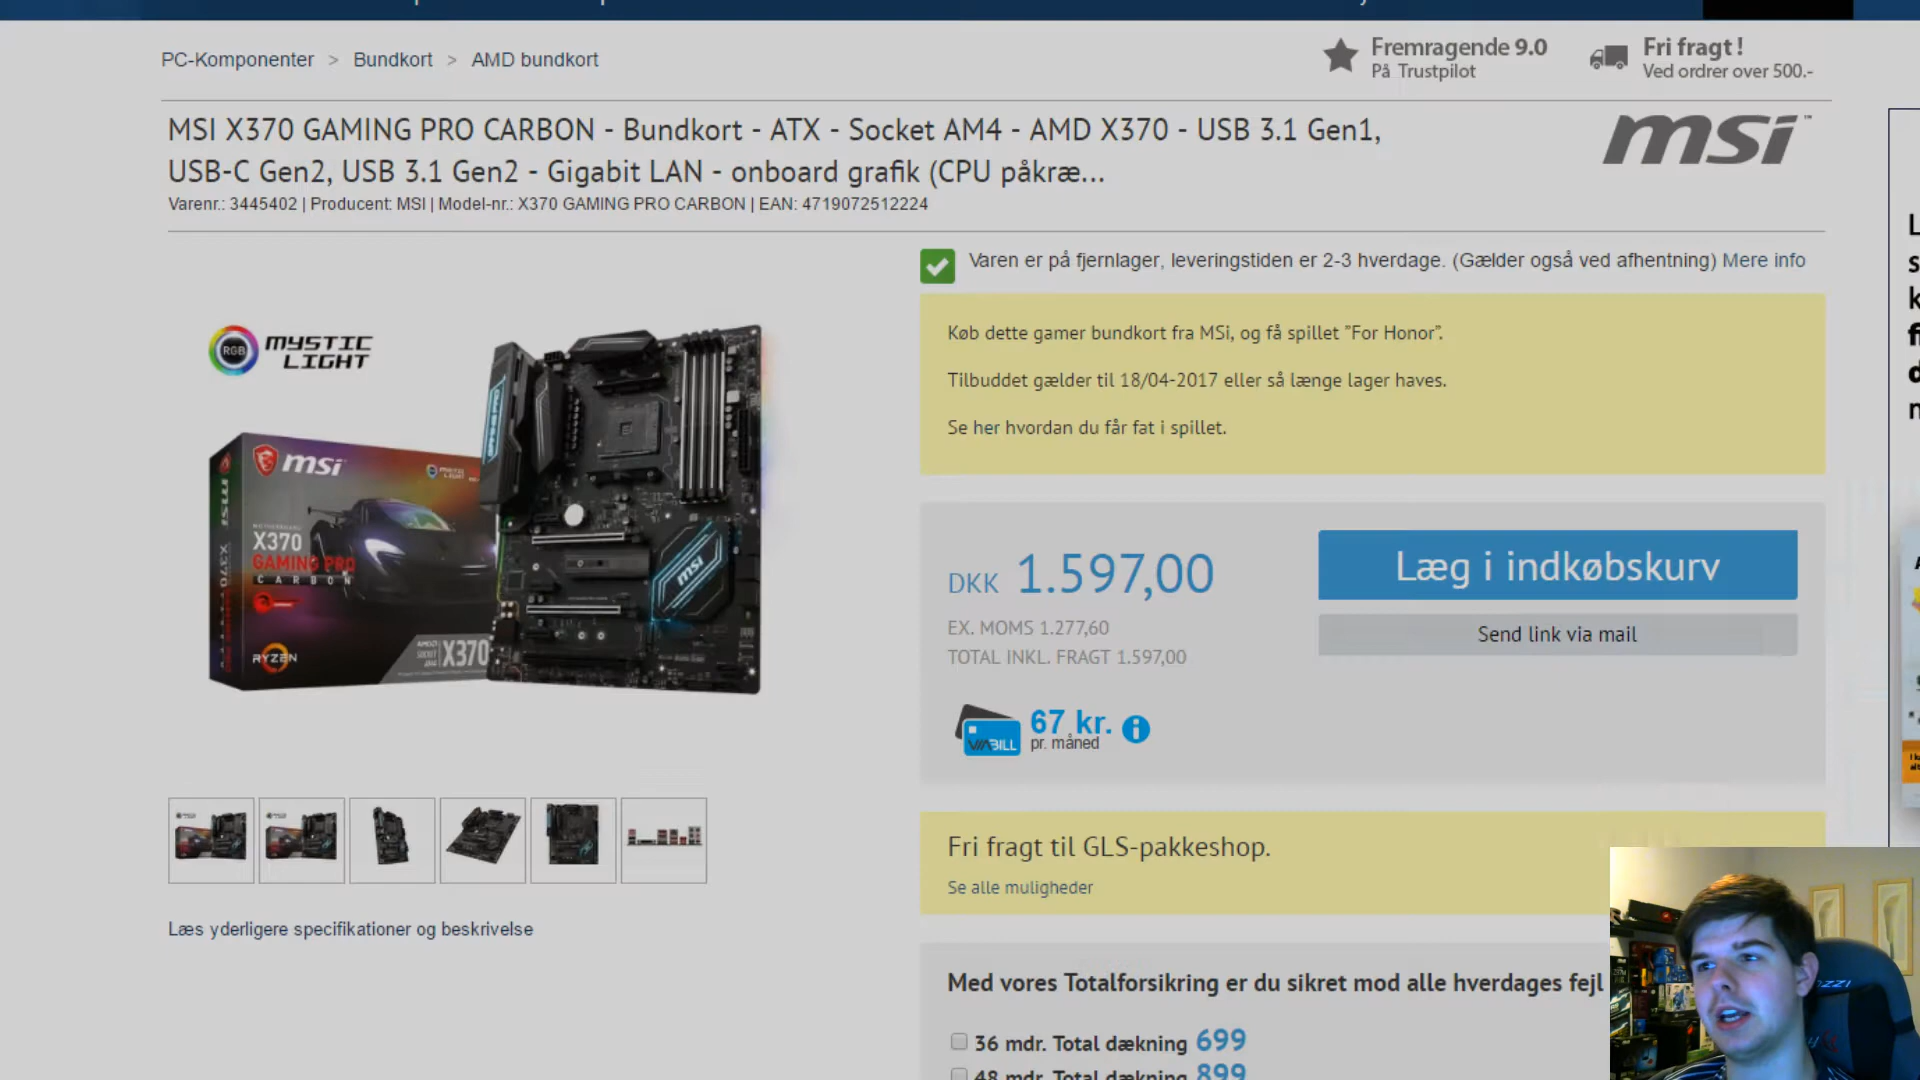 PC-Komponenter > Bundkort > AMD bundkort
Fremragende 9.0
På Trustpilot
Fri fragt !
Ved ordrer over 500.-
MSI X370 GAMING PRO CARBON - Bundkort - ATX - Socket AM4 - AMD X370 - USB 3.1 Gen1,
USB-C Gen2, USB 3.1 Gen2 - Gigabit LAN - onboard grafik (CPU påkræ...
msi™
Varenr.: 3445402 | Producent: MSI | Model-nr.: X370 GAMING PRO CARBON | EAN: 4719072512224
Varen er på fjernlager, leveringstiden er 2-3 hverdage. (Gælder også ved afhentning) Mere info
Køb dette gamer bundkort fra MSi, og få spillet ”For Honor”.
Tilbuddet gælder til 18/04-2017 eller så længe lager haves.
Se her hvordan du får fat i spillet.
RGB MYSTIC
LIGHT
msi
X370
GAMING PRO
CARBON
RYZEN
X370
msi
DKK 1.597,00
EX. MOMS 1.277,60
TOTAL INKL. FRAGT 1.597,00
Læg i indkøbskurv
Send link via mail
VIABILL
67 kr.
pr. måned
Fri fragt til GLS-pakkeshop.
Se alle muligheder
Læs yderligere specifikationer og beskrivelse
Med vores Totalforsikring er du sikret mod alle hverdages fejl
36 mdr. Total dækning 699
48 mdr. Total dækning 899